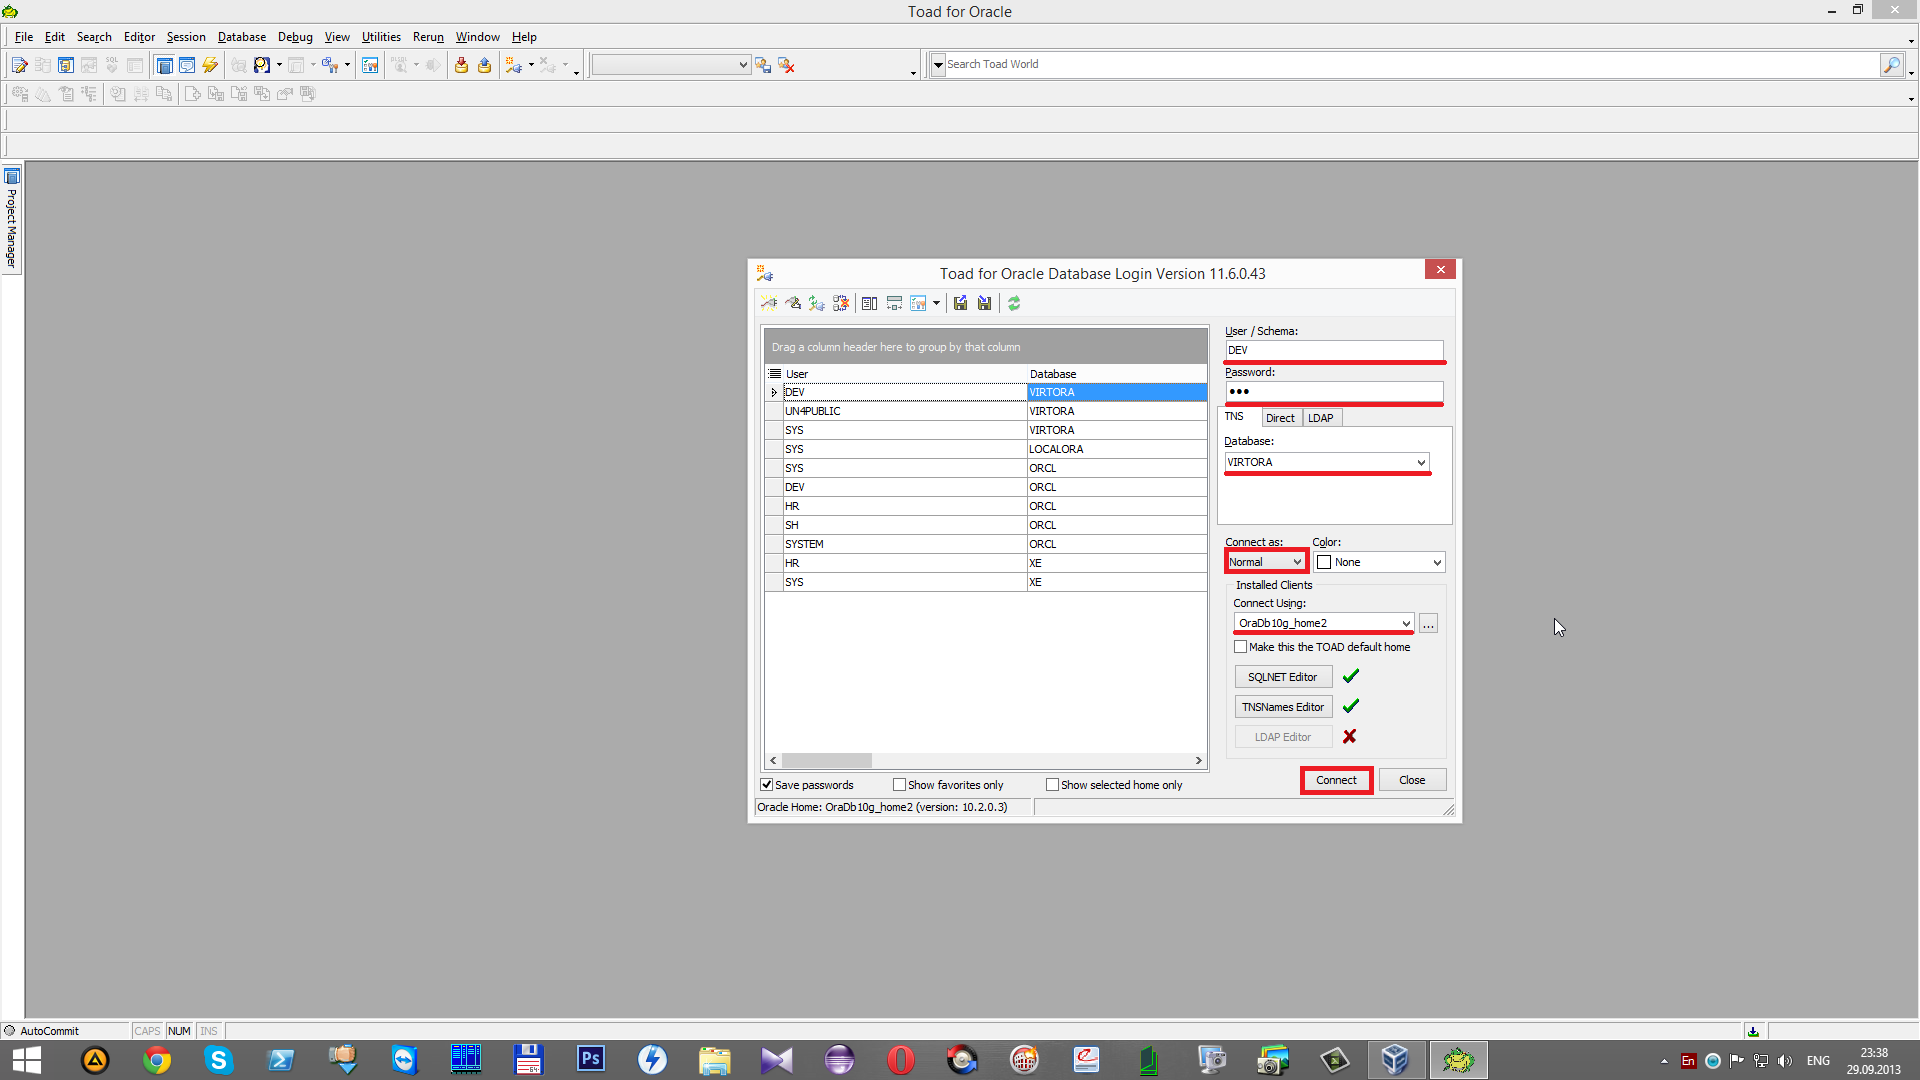 Toad for Oracle
File Edit Search Editor Session Database Debug View Utilities Rerun Window Help
Search Toad World
Project Manager
Toad for Oracle Database Login Version 11.6.0.43
Drag a column header here to group by that column
User Database
DEV VIRTORA
UN4PUBLIC VIRTORA
SYS VIRTORA
SYS LOCALORA
SYS ORCL
DEV ORCL
HR ORCL
SH ORCL
SYSTEM ORCL
HR XE
SYS XE
Save passwords Show favorites only Show selected home only
Oracle Home: OraDb10g_home2 (version: 10.2.0.3)
User / Schema:
DEV
Password:
•••
TNS Direct LDAP
Database:
VIRTORA
Connect as: Color:
Normal None
Installed Clients
Connect Using:
OraDb10g_home2 ...
Make this the TOAD default home
SQLNET Editor
TNSNames Editor
LDAP Editor
Connect Close
AutoCommit CAPS NUM INS
Ps
En ENG
23:38
29.09.2013